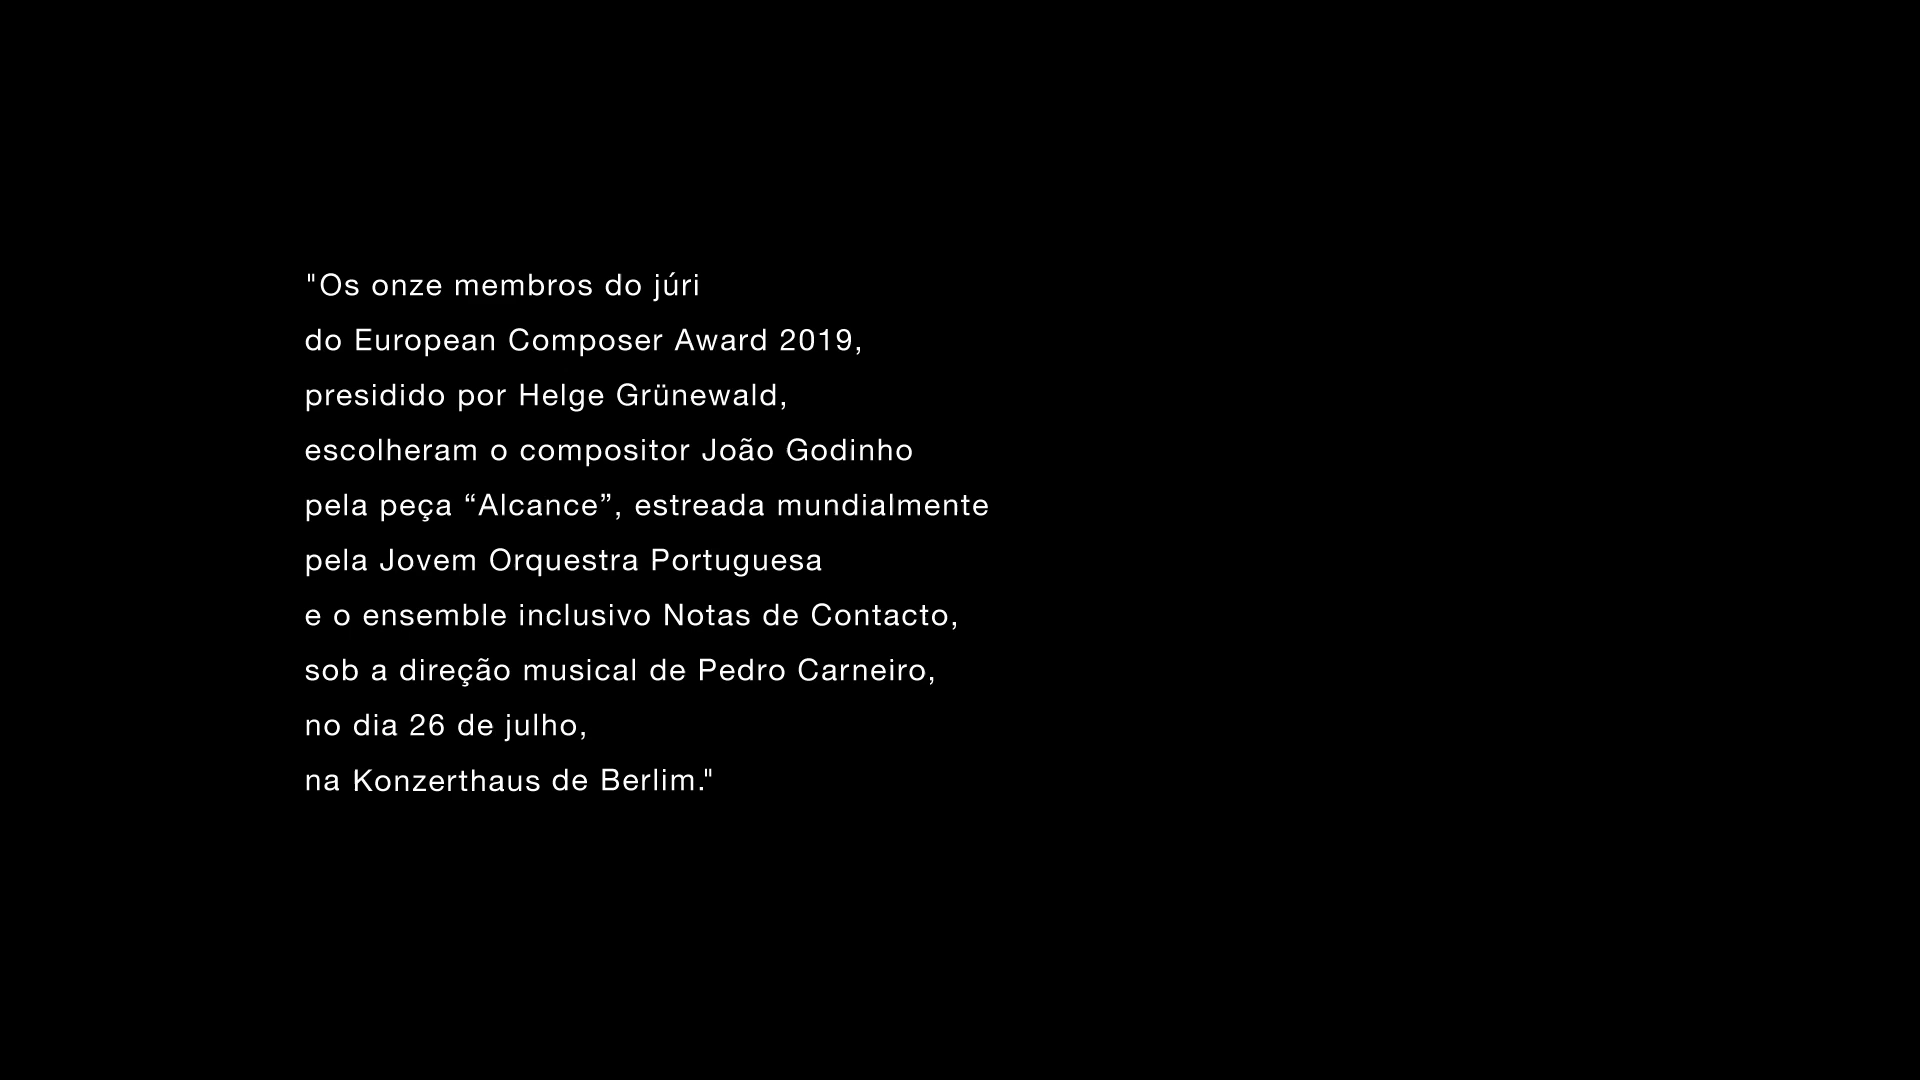 "Os onze membros do júri
do European Composer Award 2019,
presidido por Helge Grünewald,
escolheram o compositor João Godinho
pela peça “Alcance”, estreada mundialmente
pela Jovem Orquestra Portuguesa
e o ensemble inclusivo Notas de Contacto,
sob a direção musical de Pedro Carneiro,
no dia 26 de julho,
na Konzerthaus de Berlim."